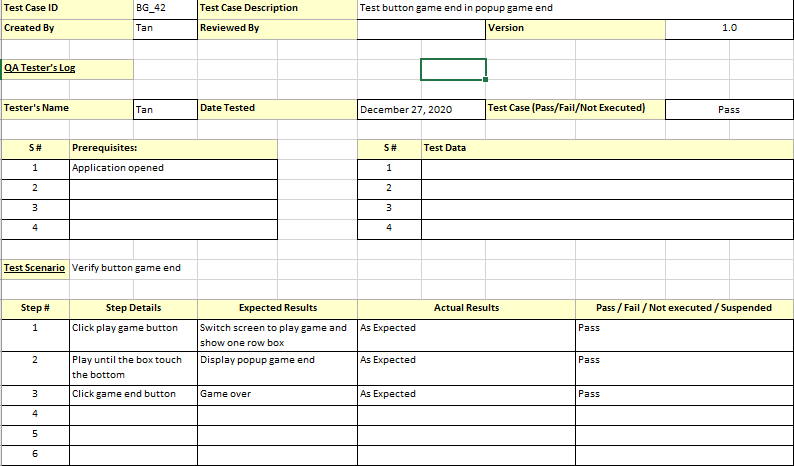 Test Case ID BG_42 Test Case Description Test button game end in popup game end
Created By Tan Reviewed By Version 1.0
QA Tester's Log
Tester's Name Tan Date Tested December 27, 2020 Test Case (Pass/Fail/Not Executed) Pass
S # Prerequisites: S # Test Data
1 Application opened 1
2 2
3 3
4 4
Test Scenario Verify button game end
Step # Step Details Expected Results Actual Results Pass / Fail / Not executed / Suspended
1 Click play game button Switch screen to play game and As Expected Pass
show one row box
2 Play until the box touch Display popup game end As Expected Pass
the bottom
3 Click game end button Game over As Expected Pass
4
5
6